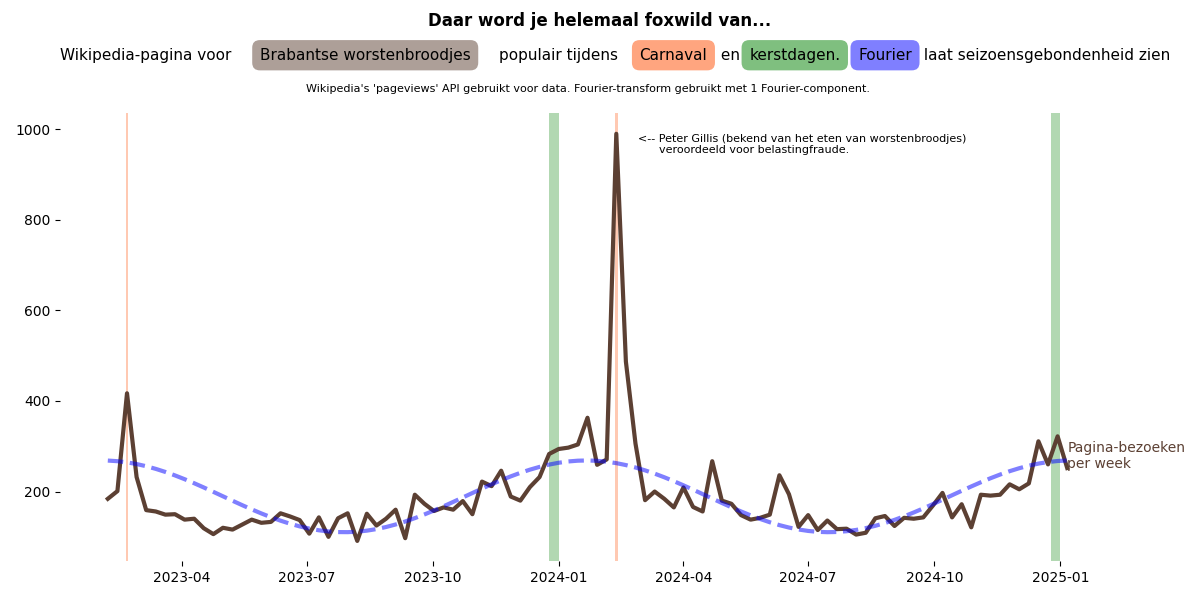 Daar word je helemaal foxwild van...
Wikipedia-pagina voor Brabantse worstenbroodjes populair tijdens Carnaval en kerstdagen. Fourier laat seizoensgebondenheid zien
Wikipedia's 'pageviews' API gebruikt voor data. Fourier-transform gebruikt met 1 Fourier-component.
1000
<-- Peter Gillis (bekend van het eten van worstenbroodjes)
veroordeeld voor belastingfraude.
800
600
400
Pagina-bezoeken
per week
200
2023-04 2023-07 2023-10 2024-01 2024-04 2024-07 2024-10 2025-01